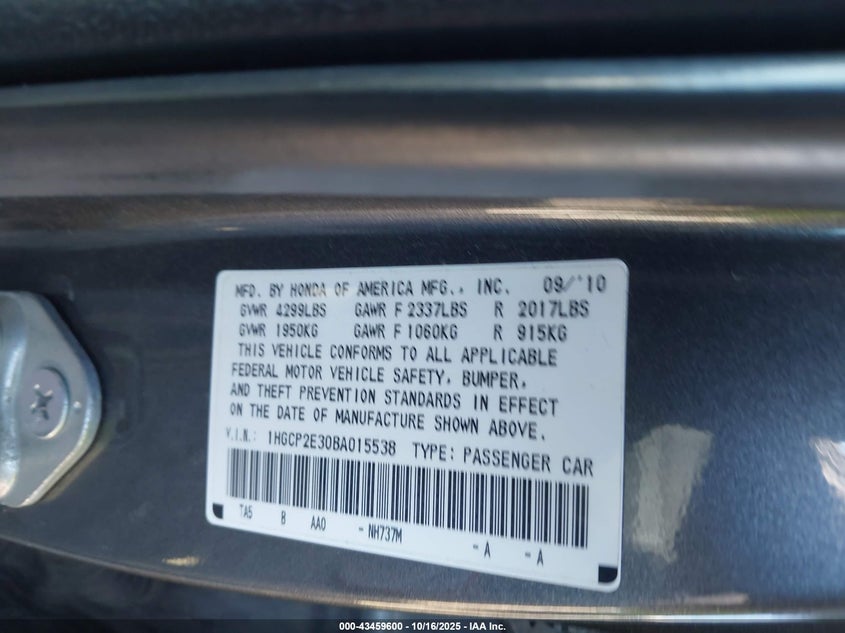 MFD. BY HONDA OF AMERICA MFG., INC. 09/'10
GVWR 4299LBS GAWR F 2337LBS R 2017LBS
GVWR 1950KG GAWR F 1060KG R 915KG
THIS VEHICLE CONFORMS TO ALL APPLICABLE
FEDERAL MOTOR VEHICLE SAFETY, BUMPER,
AND THEFT PREVENTION STANDARDS IN EFFECT
ON THE DATE OF MANUFACTURE SHOWN ABOVE.
V.I.N.: 1HGCP2E30BA015538 TYPE: PASSENGER CAR
TA5 B AA0 - NH737M - A - A
000-43459600 - 10/16/2025 - IAA Inc.